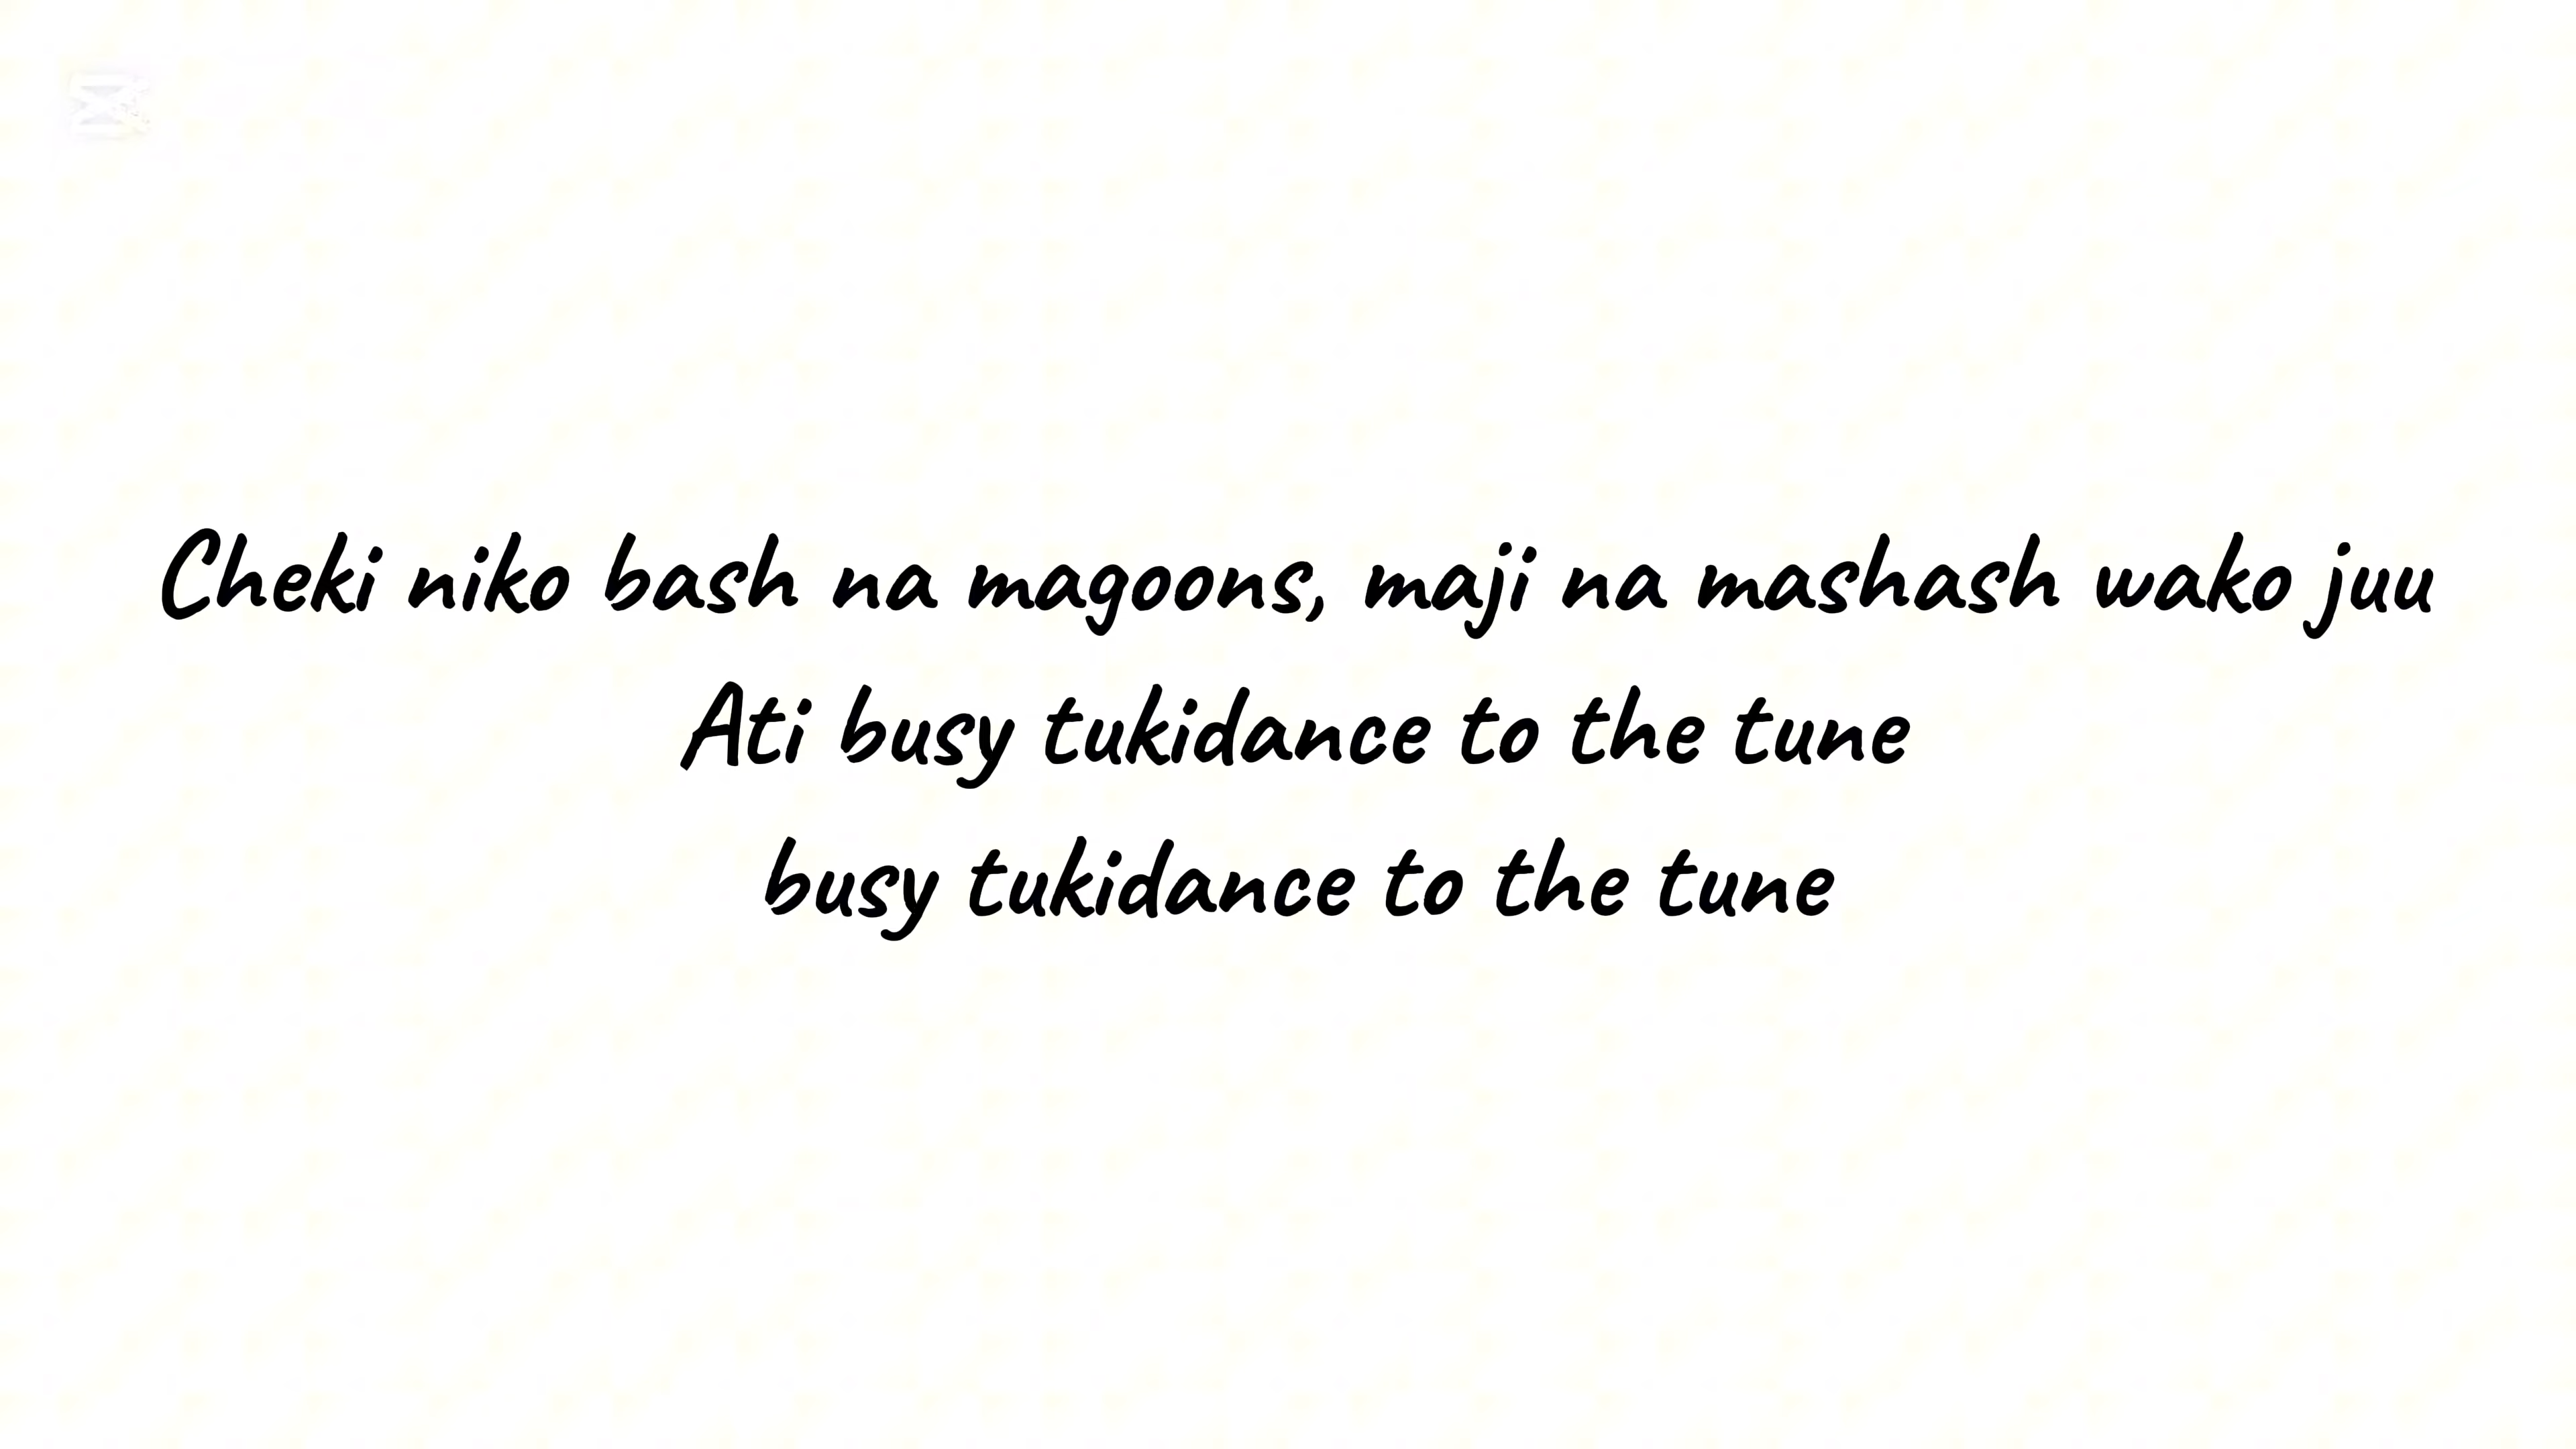 Cheki niko bash na magoons, maji na mashash wako juu
Ati busy tukidance to the tune
busy tukidance to the tune